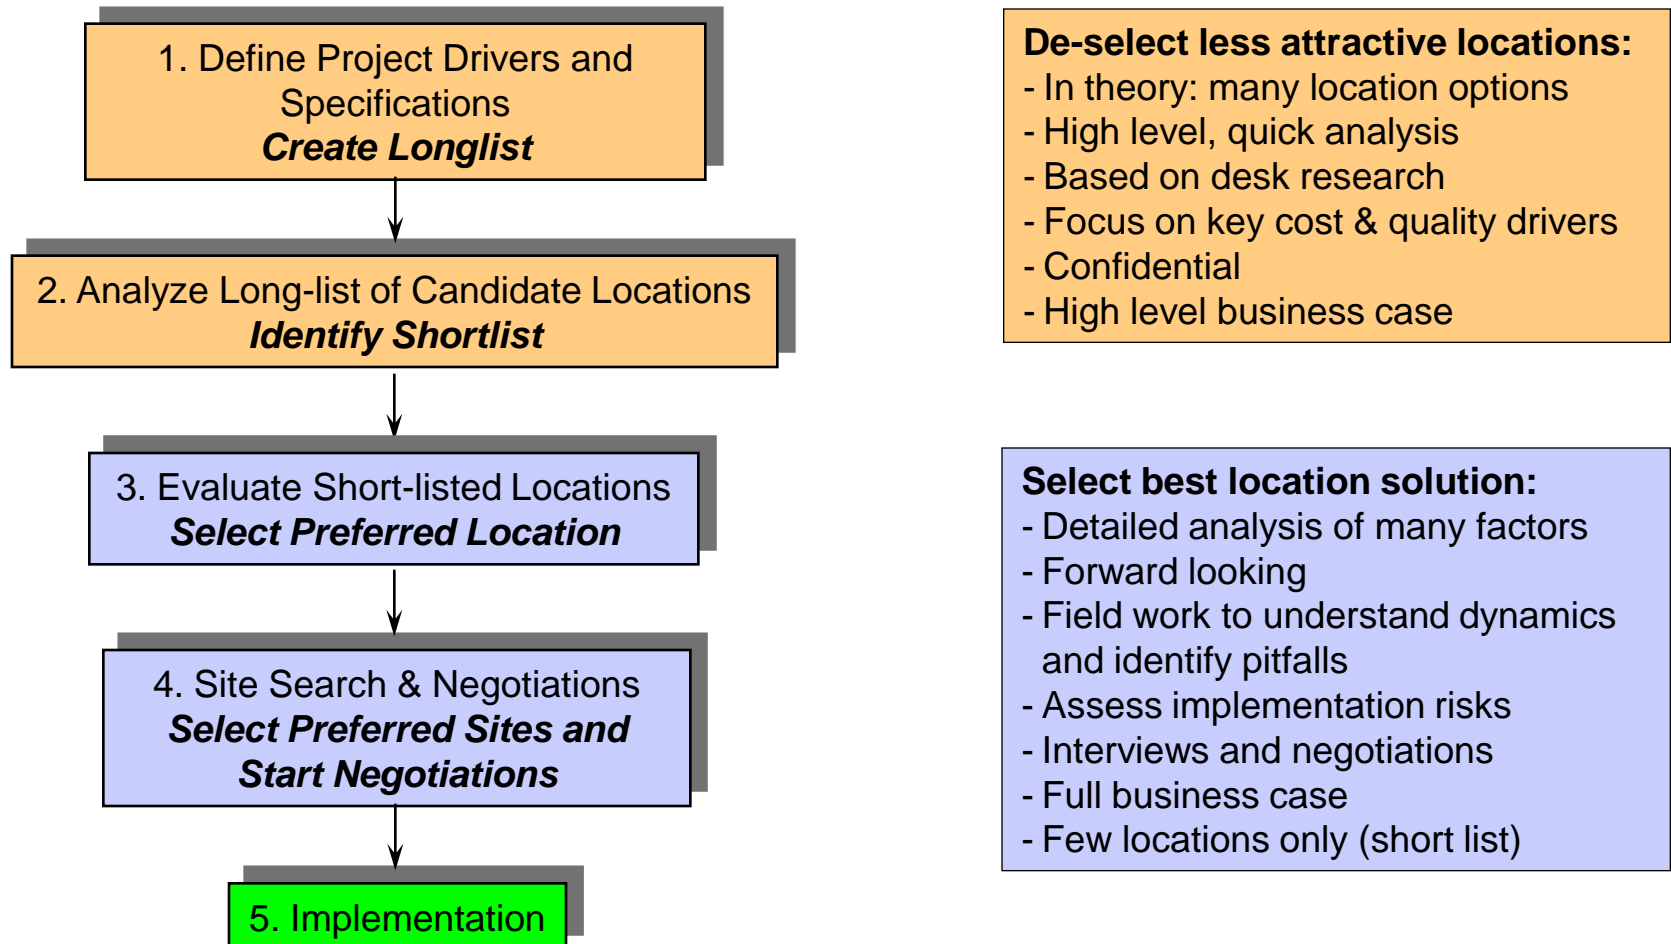 1. Define Project Drivers and
Specifications
Create Longlist
2. Analyze Long-list of Candidate Locations
Identify Shortlist
3. Evaluate Short-listed Locations
Select Preferred Location
4. Site Search & Negotiations
Select Preferred Sites and
Start Negotiations
5. Implementation
De-select less attractive locations:
- In theory: many location options
- High level, quick analysis
- Based on desk research
- Focus on key cost & quality drivers
- Confidential
- High level business case
Select best location solution:
- Detailed analysis of many factors
- Forward looking
- Field work to understand dynamics
and identify pitfalls
- Assess implementation risks
- Interviews and negotiations
- Full business case
- Few locations only (short list)